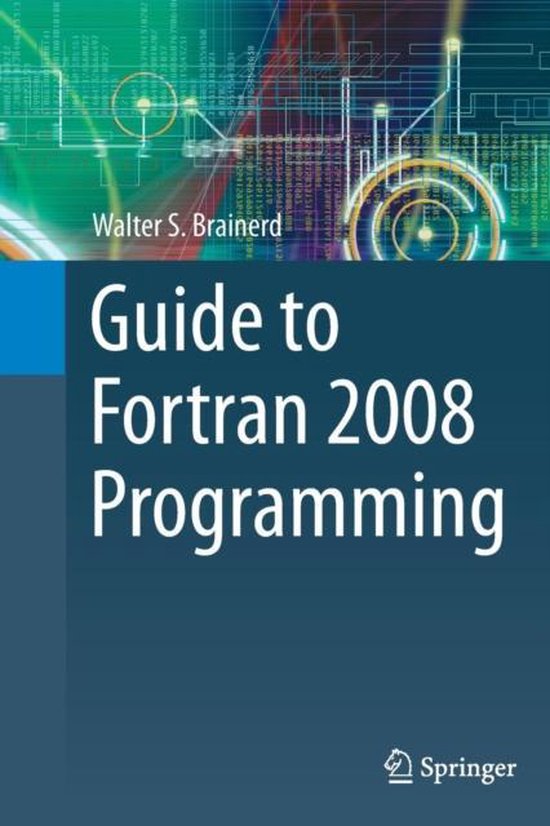 Walter S. Brainerd
Guide to
Fortran 2008
Programming
Springer